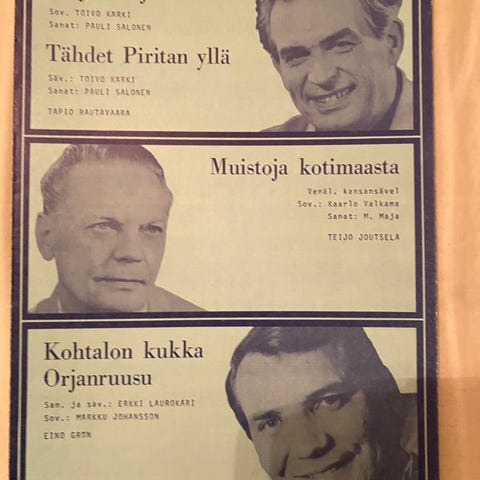 Sov. TOIVO KARKI
Sanat: PAULI SALONEN
Tähdet Piritan yllä
Säv.: TOIVO KARKI
Sanat: PAULI SALONEN
TAPIO RAUTAVAARA
Muistoja kotimaasta
Venäl. kansansävel
Sov.: Kaarlo Valkama
Sanat: M. Maja
TEIJO JOUTSELA
Kohtalon kukka
Orjanruusu
San. ja säv.: ERKKI LAUROKARI
Sov.: MARKKU JOHANSSON
EINO GRÖN